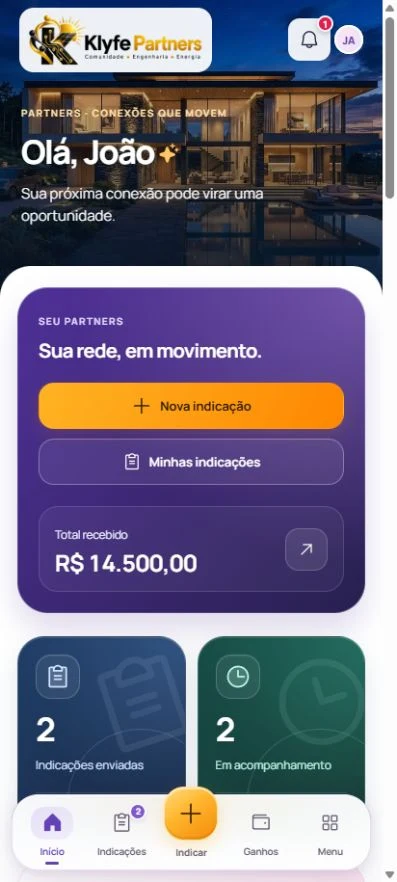 Klyfe Partners
Comunidade • Engenharia • Energia
1
JA
PARTNERS · CONEXÕES QUE MOVEM
Olá, João
Sua próxima conexão pode virar uma
oportunidade.
SEU PARTNERS
Sua rede, em movimento.
Nova indicação
Minhas indicações
Total recebido
R$ 14.500,00
2
Indicações enviadas
2
Em acompanhamento
Início
2
Indicações
Indicar
Ganhos
Menu